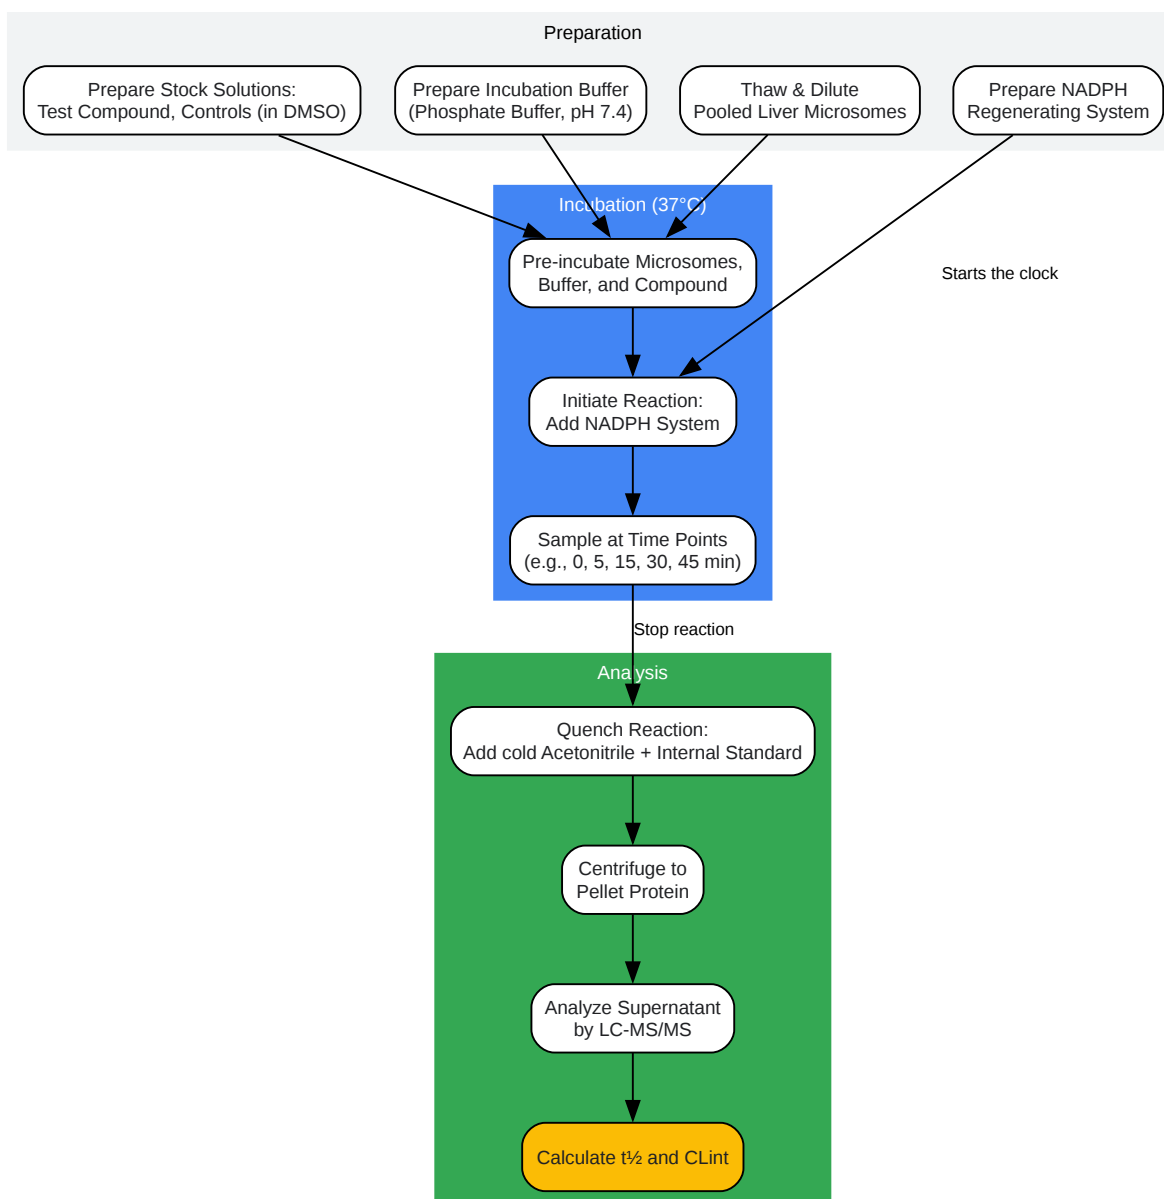 Preparation
Prepare Stock Solutions:
Test Compound, Controls (in DMSO)
Prepare Incubation Buffer
(Phosphate Buffer, pH 7.4)
Thaw & Dilute
Pooled Liver Microsomes
Prepare NADPH
Regenerating System
Incubation (37°C)
Pre-incubate Microsomes,
Buffer, and Compound
Starts the clock
Initiate Reaction:
Add NADPH System
Sample at Time Points
(e.g., 0, 5, 15, 30, 45 min)
Stop reaction
Analysis
Quench Reaction:
Add cold Acetonitrile + Internal Standard
Centrifuge to
Pellet Protein
Analyze Supernatant
by LC-MS/MS
Calculate t½ and CLint